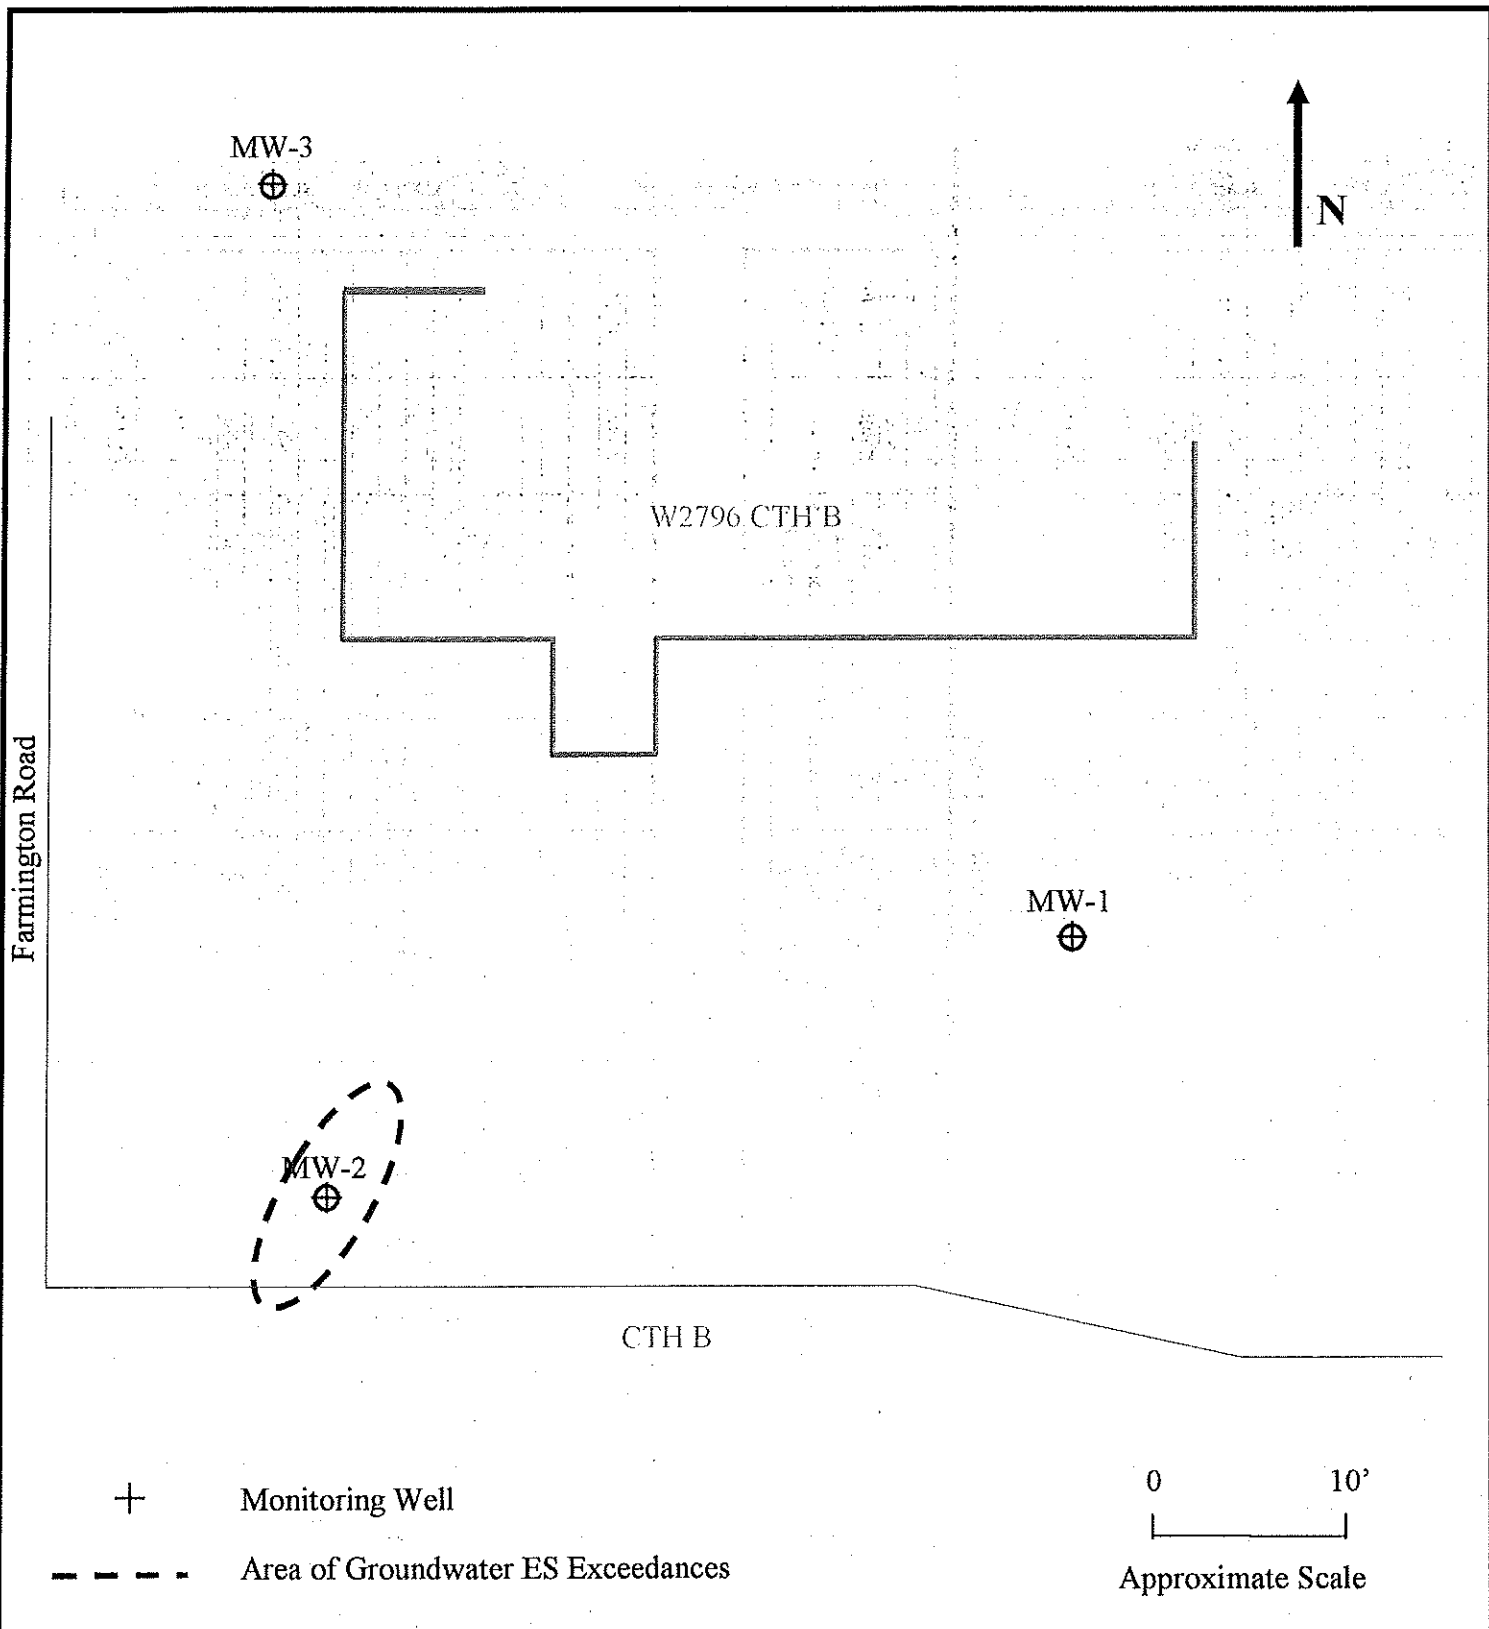 MW-3
N
W2796 CTH B
Farmington Road
MW-1
MW-2
CTH B
0 10’
Monitoring Well
Area of Groundwater ES Exceedances
Approximate Scale